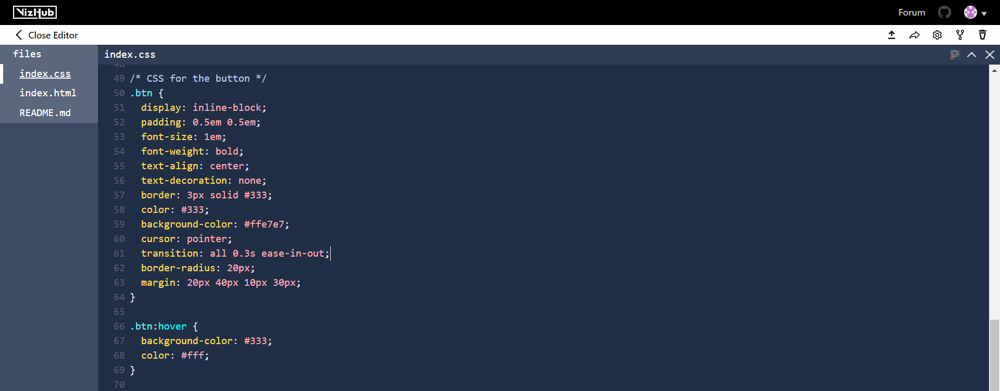 VizHub
Forum
Close Editor
files
index.css
index.html
README.md
index.css
48
49 /* CSS for the button */
50 .btn {
51   display: inline-block;
52   padding: 0.5em 0.5em;
53   font-size: 1em;
54   font-weight: bold;
55   text-align: center;
56   text-decoration: none;
57   border: 3px solid #333;
58   color: #333;
59   background-color: #ffe7e7;
60   cursor: pointer;
61   transition: all 0.3s ease-in-out;
62   border-radius: 20px;
63   margin: 20px 40px 10px 30px;
64 }
65
66 .btn:hover {
67   background-color: #333;
68   color: #fff;
69 }
70